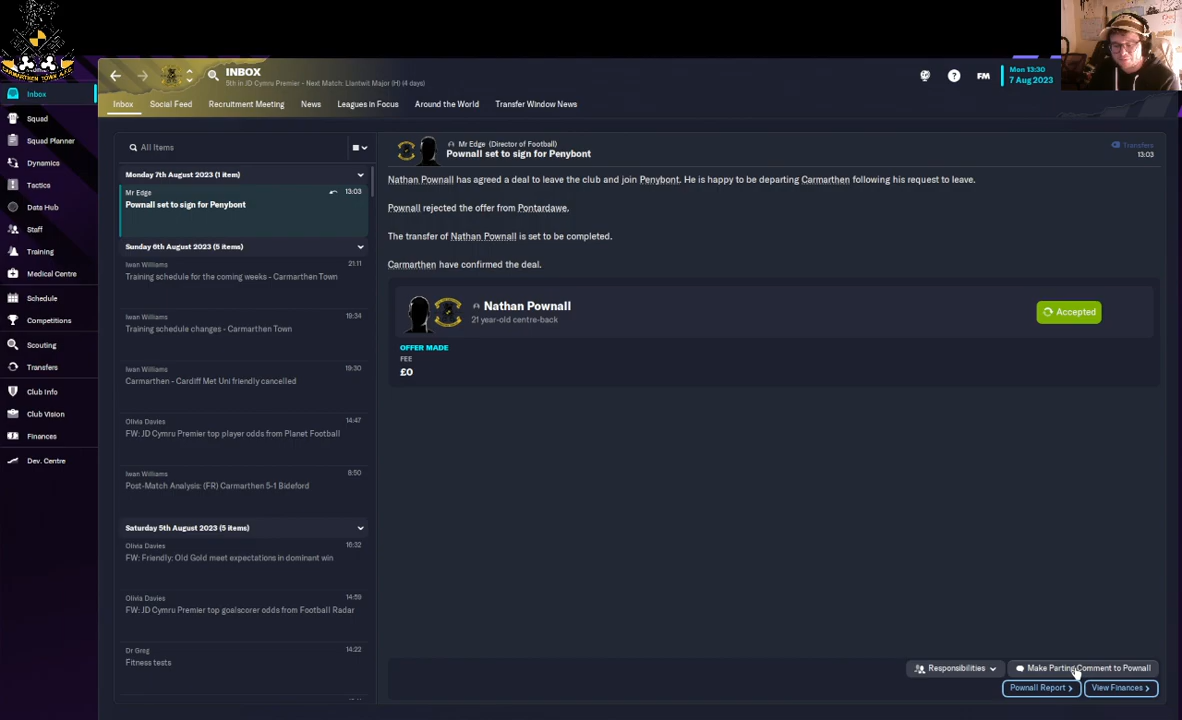 CARMARTHEN TOWN A.F.C.
INBOX
5th in JD Cymru Premier - Next Match: Llantwit Major (H) (4 days)
FM
Mon 13:30
7 Aug 2023
Inbox
Squad
Squad Planner
Dynamics
Tactics
Data Hub
Staff
Training
Medical Centre
Schedule
Competitions
Scouting
Transfers
Club Info
Club Vision
Finances
Dev. Centre
Inbox Social Feed Recruitment Meeting News Leagues in Focus Around the World Transfer Window News
All Items
Monday 7th August 2023 (1 item)
Mr Edge 13:03
Pownall set to sign for Penybont
Sunday 6th August 2023 (5 items)
Iwan Williams 21:11
Training schedule for the coming weeks - Carmarthen Town
Iwan Williams 19:34
Training schedule changes - Carmarthen Town
Iwan Williams 19:30
Carmarthen - Cardiff Met Uni friendly cancelled
Olivia Davies 14:47
FW: JD Cymru Premier top player odds from Planet Football
Iwan Williams 8:50
Post-Match Analysis: (FR) Carmarthen 5-1 Bideford
Saturday 5th August 2023 (5 items)
Olivia Davies 16:32
FW: Friendly: Old Gold meet expectations in dominant win
Olivia Davies 14:59
FW: JD Cymru Premier top goalscorer odds from Football Radar
Dr Greg 14:22
Fitness tests
Mr Edge (Director of Football)
Pownall set to sign for Penybont
Transfers
13:03
Nathan Pownall has agreed a deal to leave the club and join Penybont. He is happy to be departing Carmarthen following his request to leave.
Pownall rejected the offer from Pontardawe.
The transfer of Nathan Pownall is set to be completed.
Carmarthen have confirmed the deal.
Nathan Pownall
21 year-old centre-back
Accepted
OFFER MADE
FEE
£0
Responsibilities
Make Parting Comment to Pownall
Pownall Report
View Finances